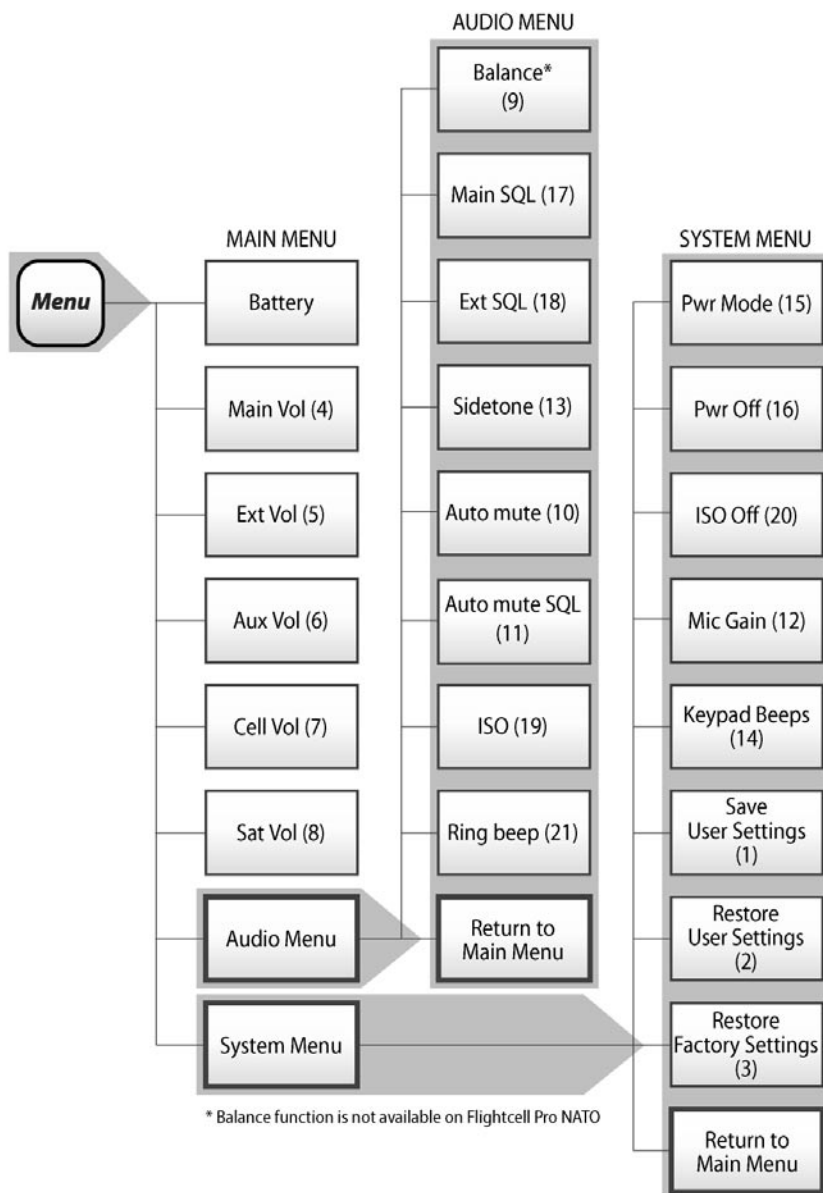 Menu
MAIN MENU
Battery
Main Vol (4)
Ext Vol (5)
Aux Vol (6)
Cell Vol (7)
Sat Vol (8)
Audio Menu
System Menu
AUDIO MENU
Balance*
(9)
Main SQL (17)
Ext SQL (18)
Sidetone (13)
Auto mute (10)
Auto mute SQL
(11)
ISO (19)
Ring beep (21)
Return to
Main Menu
SYSTEM MENU
Pwr Mode (15)
Pwr Off (16)
ISO Off (20)
Mic Gain (12)
Keypad Beeps
(14)
Save
User Settings
(1)
Restore
User Settings
(2)
Restore
Factory Settings
(3)
Return to
Main Menu
* Balance function is not available on Flightcell Pro NATO